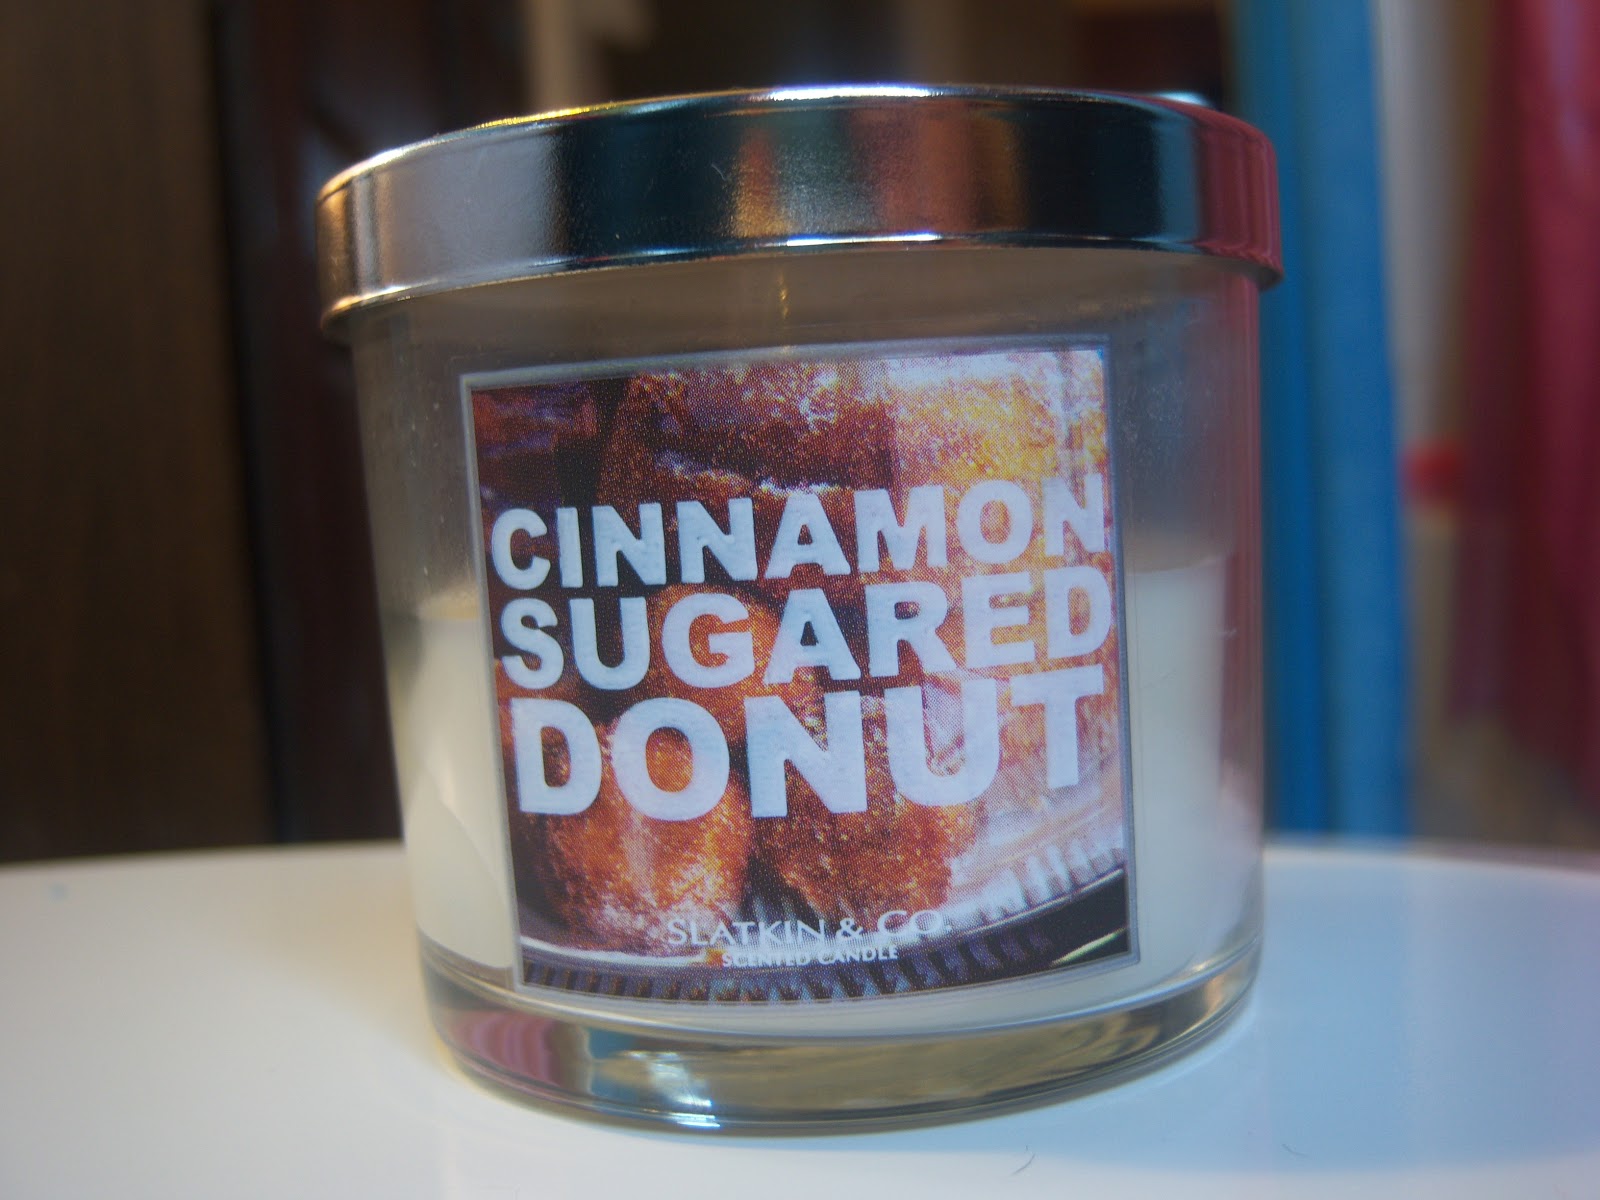 CINNAMON
SUGARED
DONUT
SLATKIN & CO.
SCENTED CANDLE